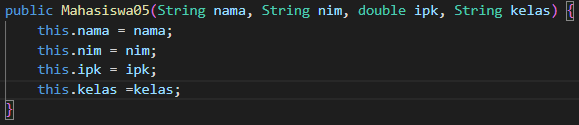 public Mahasiswa05(String nama, String nim, double ipk, String kelas) {
    this.nama = nama;
    this.nim = nim;
    this.ipk = ipk;
    this.kelas =kelas;
}